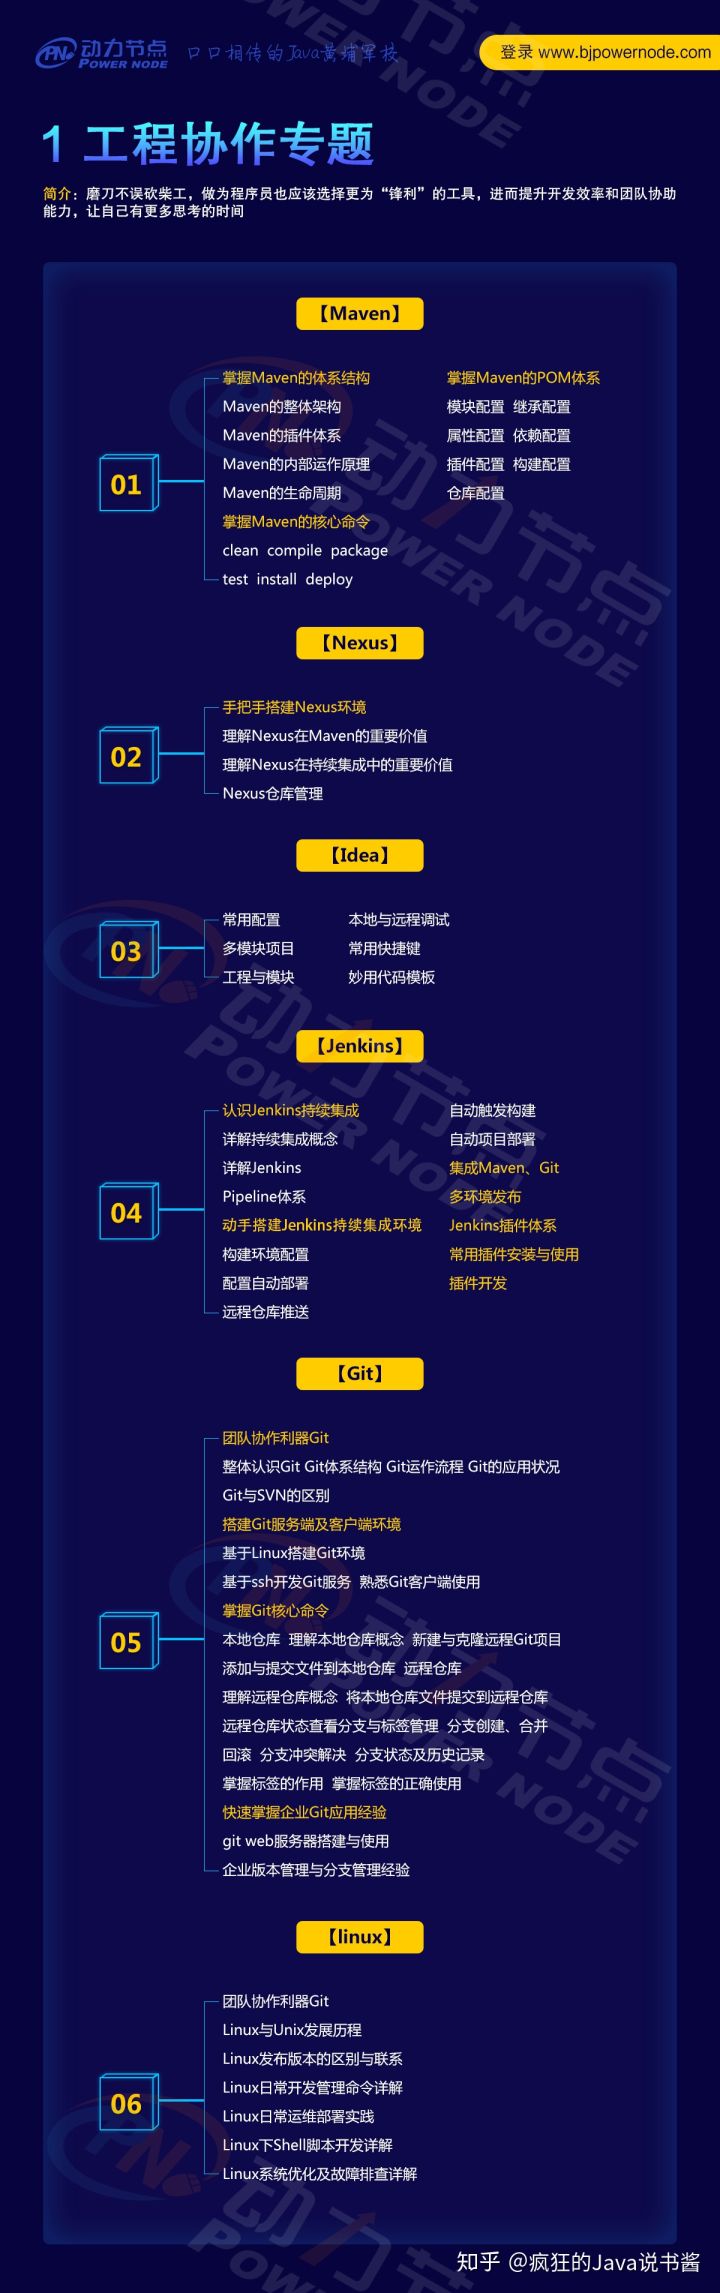 动力节点
POWER NODE
口口相传的Java黄埔军校
登录 www.bjpowernode.com
1 工程协作专题
简介：磨刀不误砍柴工，做为程序员也应该选择更为“锋利”的工具，进而提升开发效率和团队协助
能力，让自己有更多思考的时间
【Maven】
01
掌握Maven的体系结构
Maven的整体架构
Maven的插件体系
Maven的内部运作原理
Maven的生命周期
掌握Maven的核心命令
clean compile package
test install deploy
掌握Maven的POM体系
模块配置 继承配置
属性配置 依赖配置
插件配置 构建配置
仓库配置
【Nexus】
02
手把手搭建Nexus环境
理解Nexus在Maven的重要价值
理解Nexus在持续集成中的重要价值
Nexus仓库管理
【Idea】
03
常用配置
多模块项目
工程与模块
本地与远程调试
常用快捷键
妙用代码模板
【Jenkins】
04
认识Jenkins持续集成
详解持续集成概念
详解Jenkins
Pipeline体系
动手搭建Jenkins持续集成环境
构建环境配置
配置自动部署
远程仓库推送
自动触发构建
自动项目部署
集成Maven、Git
多环境发布
Jenkins插件体系
常用插件安装与使用
插件开发
【Git】
05
团队协作利器Git
整体认识Git Git体系结构 Git运作流程 Git的应用状况
Git与SVN的区别
搭建Git服务端及客户端环境
基于Linux搭建Git环境
基于ssh开发Git服务 熟悉Git客户端使用
掌握Git核心命令
本地仓库 理解本地仓库概念 新建与克隆远程Git项目
添加与提交文件到本地仓库 远程仓库
理解远程仓库概念 将本地仓库文件提交到远程仓库
远程仓库状态查看分支与标签管理 分支创建、合并
回滚 分支冲突解决 分支状态及历史记录
掌握标签的作用 掌握标签的正确使用
快速掌握企业Git应用经验
git web服务器搭建与使用
企业版本管理与分支管理经验
【linux】
06
团队协作利器Git
Linux与Unix发展历程
Linux发布版本的区别与联系
Linux日常开发管理命令详解
Linux日常运维部署实践
Linux下Shell脚本开发详解
Linux系统优化及故障排查详解
知乎 @疯狂的Java说书酱